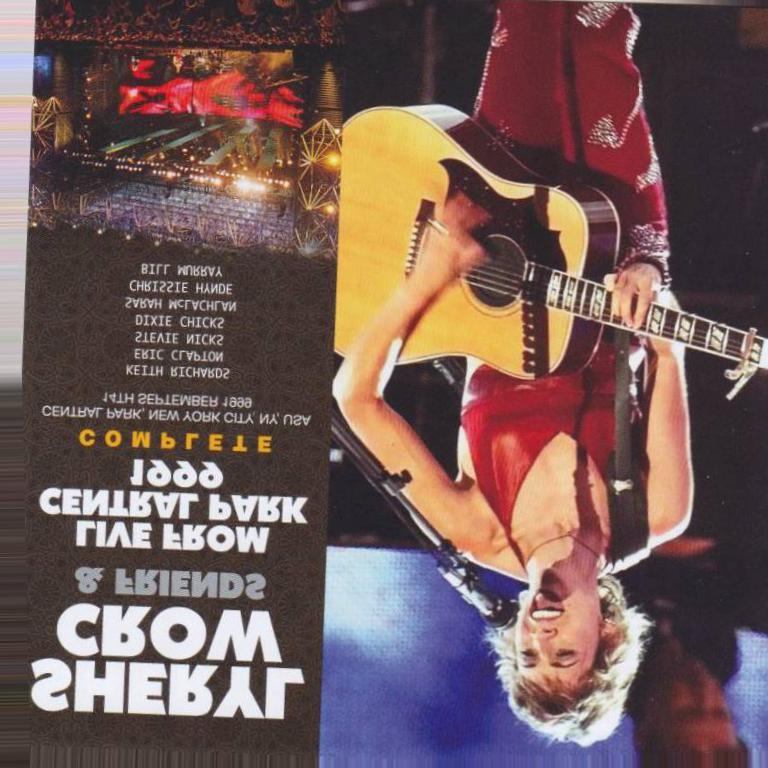 SHERYL
CROW
& FRIENDS
LIVE FROM
CENTRAL PARK
1999
COMPLETE
CENTRAL PARK, NEW YORK CITY, NY, USA
14TH SEPTEMBER 1999
KEITH RICHARDS
ERIC CLAPTON
STEVIE NICKS
DIXIE CHICKS
SARAH McLACHLAN
CHRISSIE HYNDE
BILL MURRAY